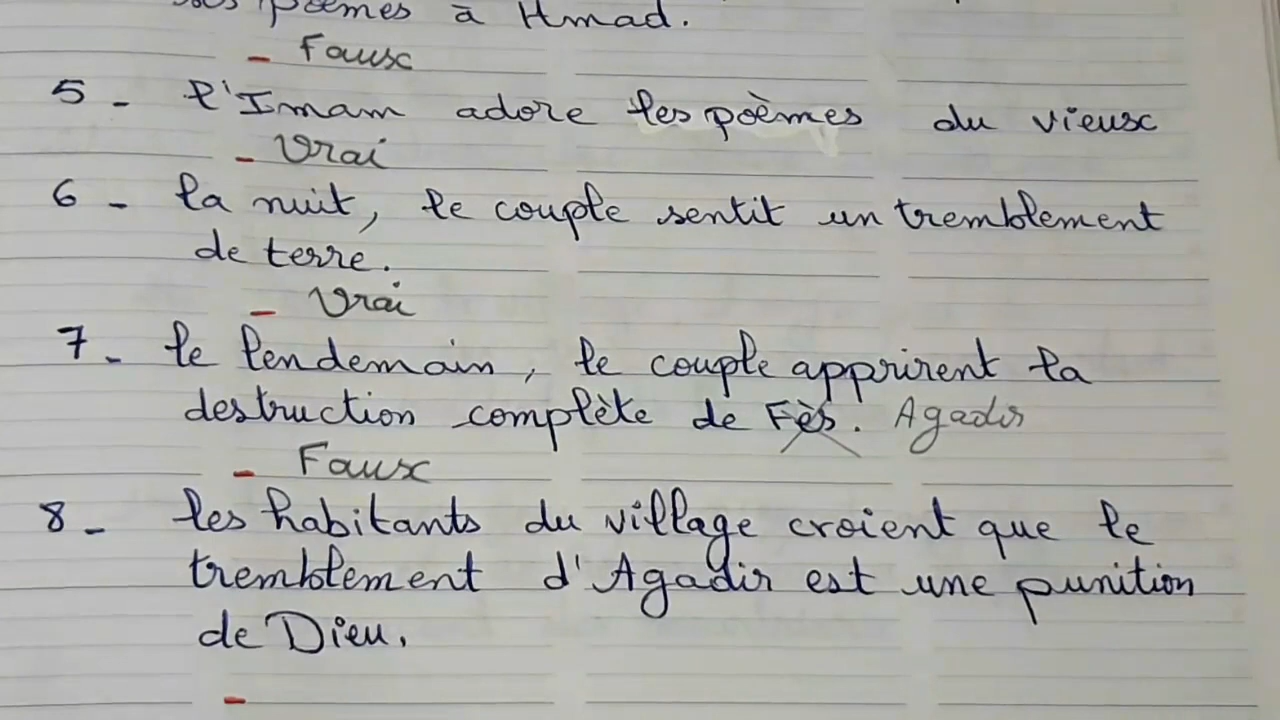 poèmes à Hmad.
- Faux
5 - l'Imam adore les poèmes du vieux
- Vrai
6 - la nuit, le couple sentit un tremblement
de terre.
- Vrai
7 - le lendemain, le couple apprirent la
destruction complète de Fès. Agadir
- Faux
8 - les habitants du village croient que le
tremblement d'Agadir est une punition
de Dieu.
-